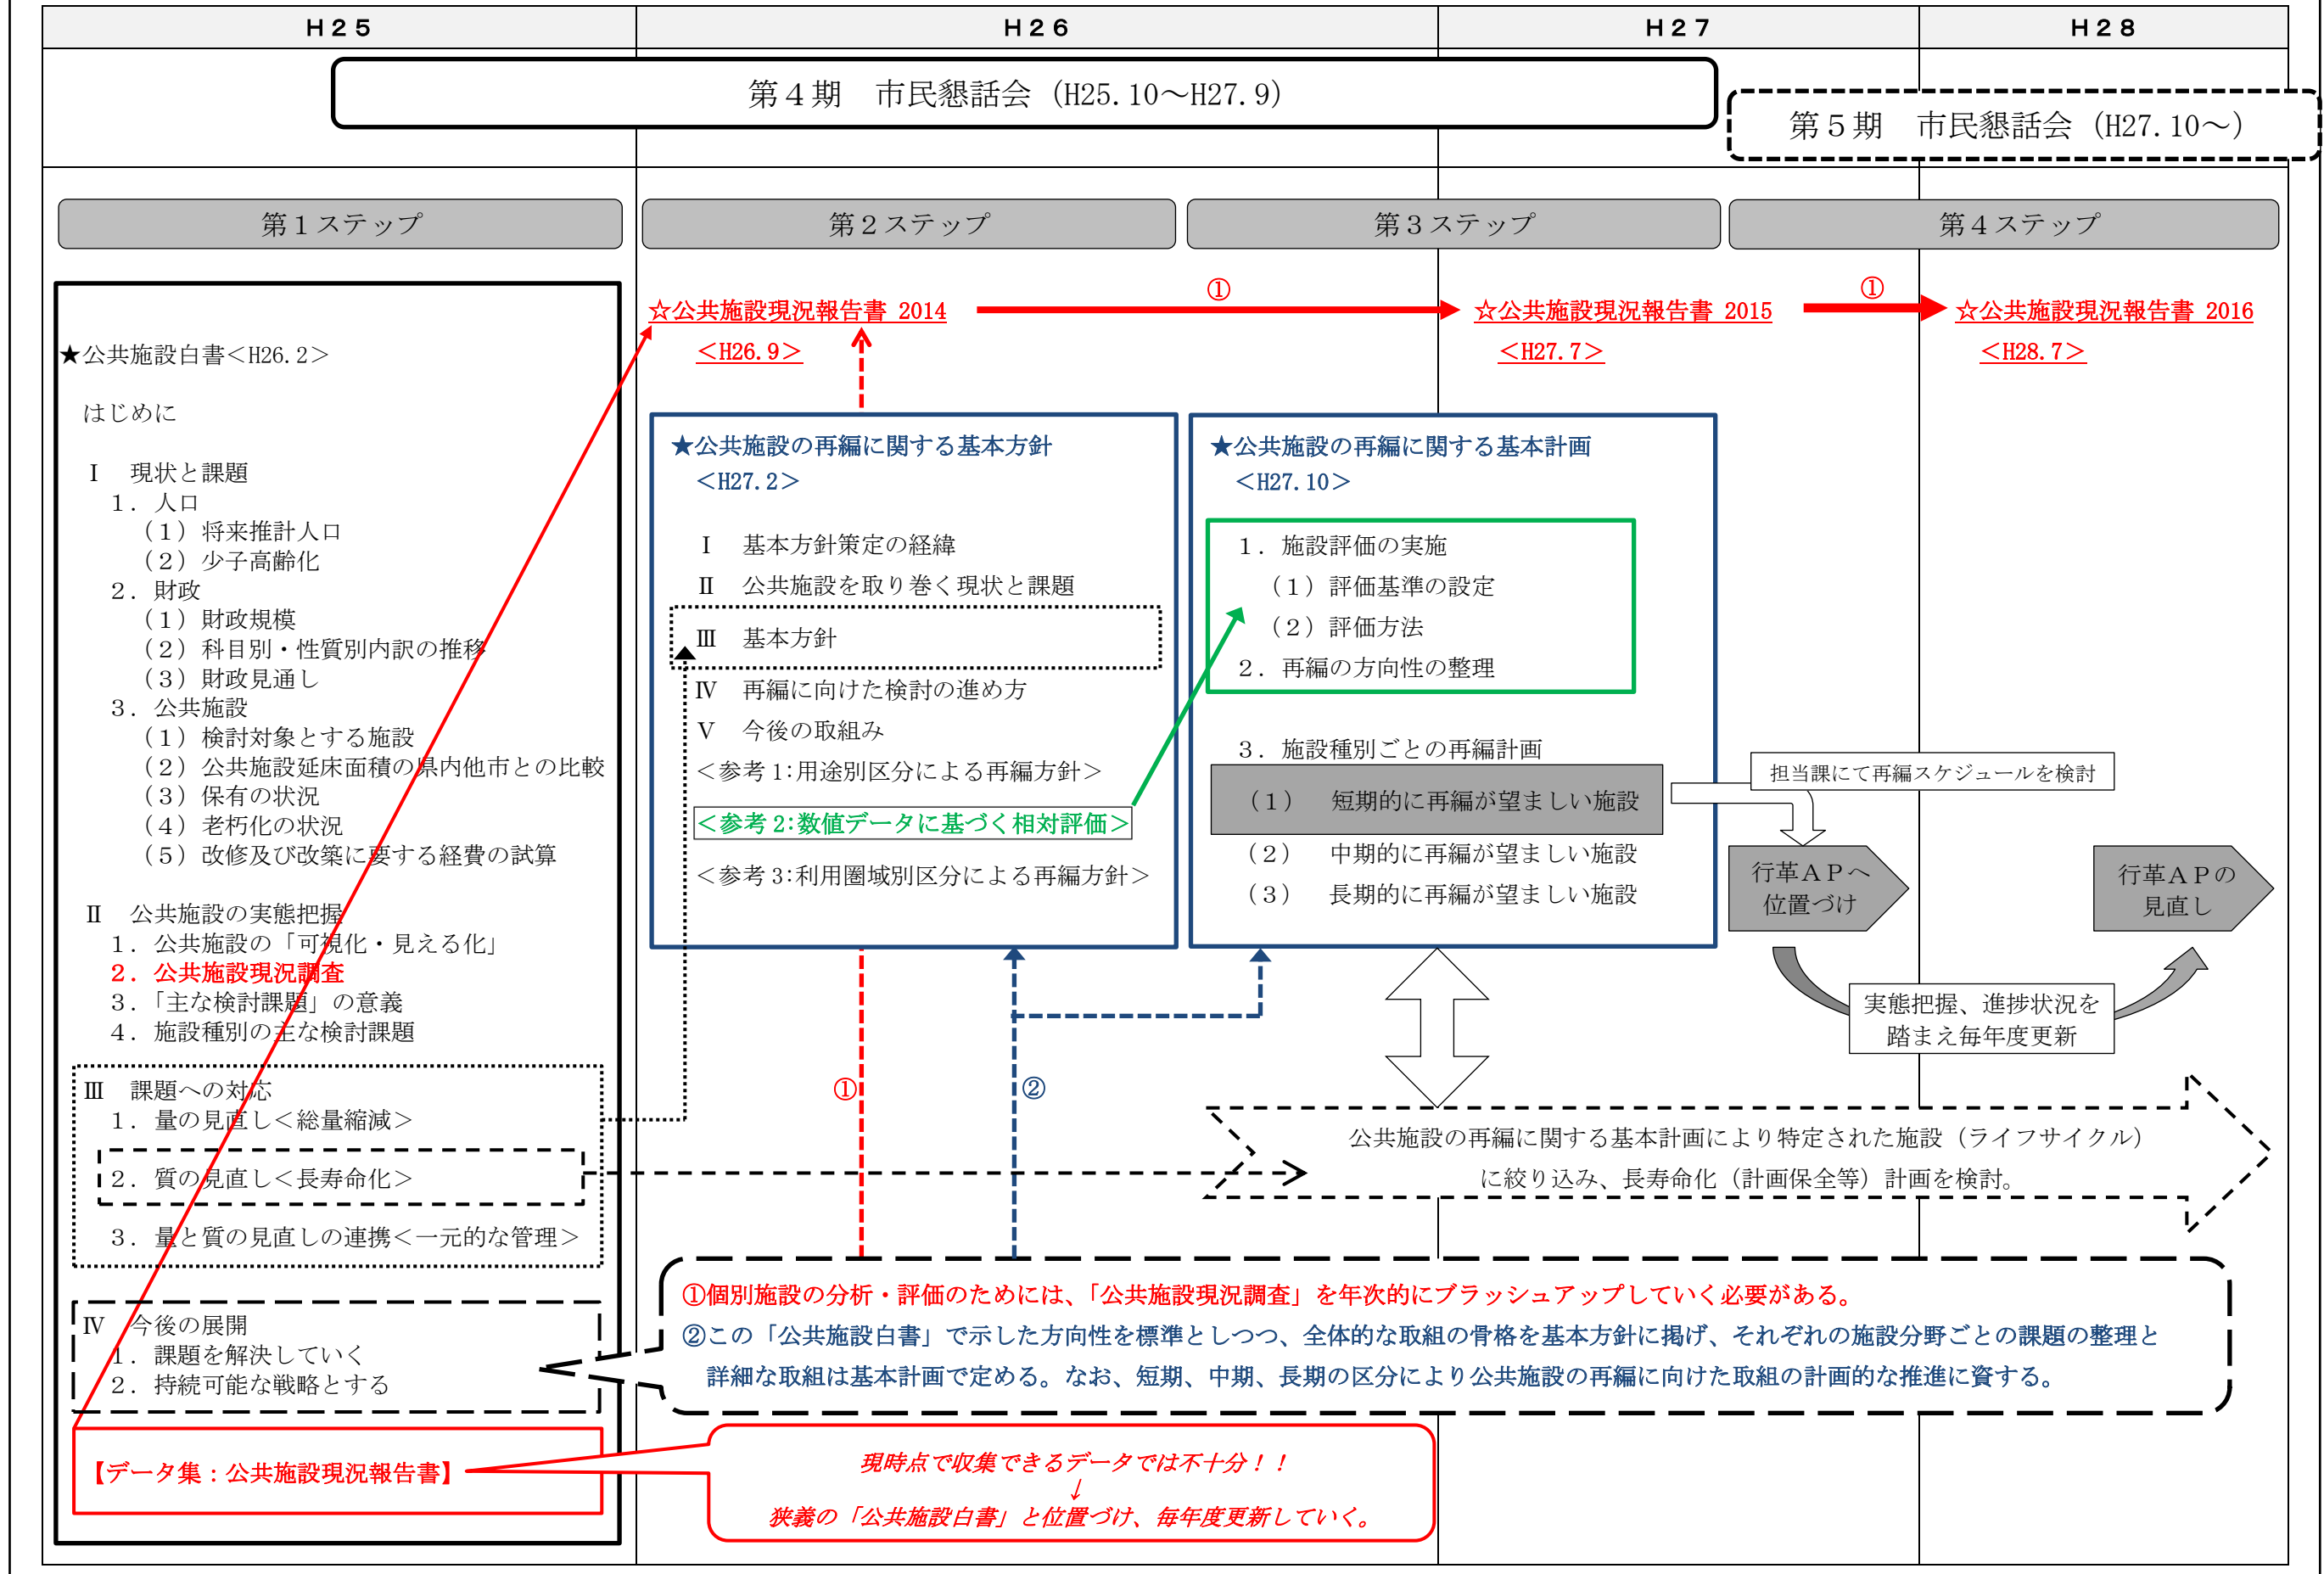 Ｈ２５
Ｈ２６
Ｈ２７
Ｈ２８
第４期　市民懇話会（H25.10～H27.9）
第５期　市民懇話会（H27.10～）
第１ステップ
第２ステップ
第３ステップ
第４ステップ
★公共施設白書＜H26.2＞
はじめに
Ⅰ　現状と課題
１．人口
（１）将来推計人口
（２）少子高齢化
２．財政
（１）財政規模
（２）科目別・性質別内訳の推移
（３）財政見通し
３．公共施設
（１）検討対象とする施設
（２）公共施設延床面積の県内他市との比較
（３）保有の状況
（４）老朽化の状況
（５）改修及び改築に要する経費の試算
Ⅱ　公共施設の実態把握
１．公共施設の「可視化・見える化」
２．公共施設現況調査
３．「主な検討課題」の意義
４．施設種別の主な検討課題
Ⅲ　課題への対応
１．量の見直し＜総量縮減＞
２．質の見直し＜長寿命化＞
３．量と質の見直しの連携＜一元的な管理＞
Ⅳ　今後の展開
１．課題を解決していく
２．持続可能な戦略とする
【データ集：公共施設現況報告書】
☆公共施設現況報告書 2014
＜H26.9＞
①
☆公共施設現況報告書 2015
＜H27.7＞
①
☆公共施設現況報告書 2016
＜H28.7＞
★公共施設の再編に関する基本方針
＜H27.2＞
Ⅰ　基本方針策定の経緯
Ⅱ　公共施設を取り巻く現状と課題
Ⅲ　基本方針
Ⅳ　再編に向けた検討の進め方
Ⅴ　今後の取組み
＜参考 1:用途別区分による再編方針＞
＜参考 2:数値データに基づく相対評価＞
＜参考 3:利用圏域別区分による再編方針＞
★公共施設の再編に関する基本計画
＜H27.10＞
１．施設評価の実施
（１）評価基準の設定
（２）評価方法
２．再編の方向性の整理
３．施設種別ごとの再編計画
（１）　短期的に再編が望ましい施設
（２）　中期的に再編が望ましい施設
（３）　長期的に再編が望ましい施設
担当課にて再編スケジュールを検討
行革ＡＰへ
位置づけ
行革ＡＰの
見直し
実態把握、進捗状況を
踏まえ毎年度更新
①
②
公共施設の再編に関する基本計画により特定された施設（ライフサイクル）
に絞り込み、長寿命化（計画保全等）計画を検討。
①個別施設の分析・評価のためには、「公共施設現況調査」を年次的にブラッシュアップしていく必要がある。
②この「公共施設白書」で示した方向性を標準としつつ、全体的な取組の骨格を基本方針に掲げ、それぞれの施設分野ごとの課題の整理と
詳細な取組は基本計画で定める。なお、短期、中期、長期の区分により公共施設の再編に向けた取組の計画的な推進に資する。
現時点で収集できるデータでは不十分！！
↓
狭義の「公共施設白書」と位置づけ、毎年度更新していく。